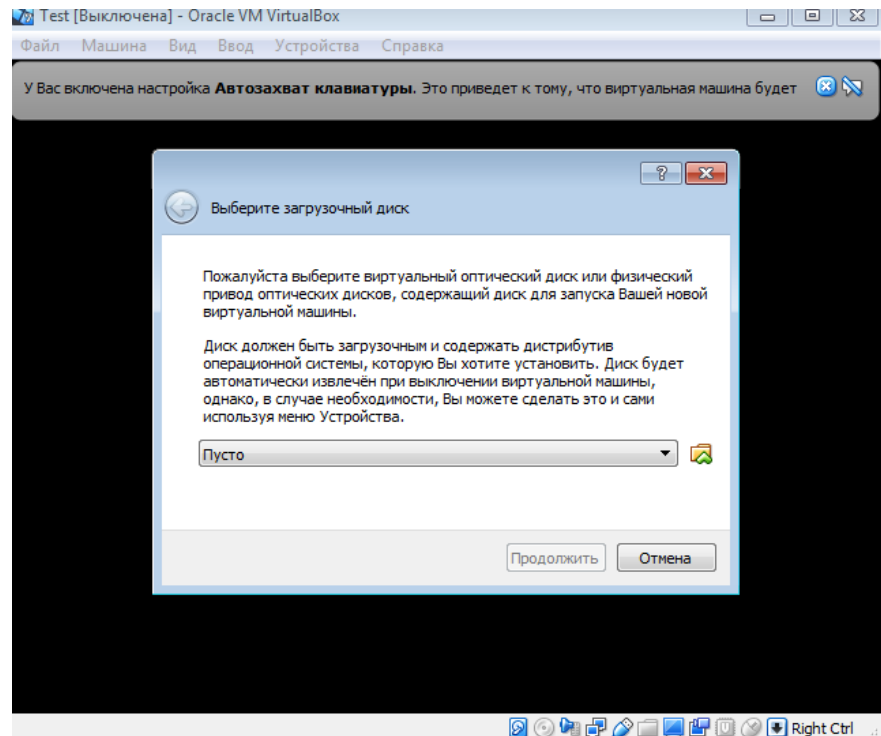 Test [Выключена] - Oracle VM VirtualBox
Файл Машина Вид Ввод Устройства Справка
У Вас включена настройка Автозахват клавиатуры. Это приведет к тому, что виртуальная машина будет
Выберите загрузочный диск
Пожалуйста выберите виртуальный оптический диск или физический
привод оптических дисков, содержащий диск для запуска Вашей новой
виртуальной машины.
Диск должен быть загрузочным и содержать дистрибутив
операционной системы, которую Вы хотите установить. Диск будет
автоматически извлечён при выключении виртуальной машины,
однако, в случае необходимости, Вы можете сделать это и сами
используя меню Устройства.
Пусто
Продолжить Отмена
Right Ctrl